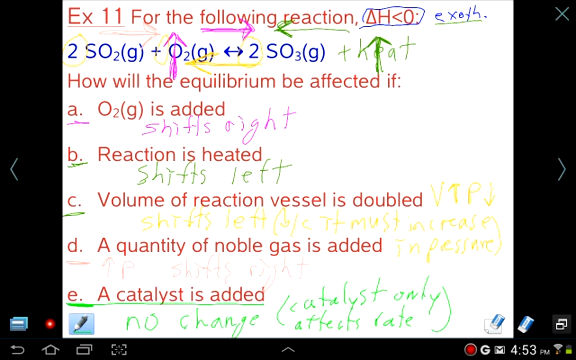 Ex 11 For the following reaction, ΔH<0: exoth.
2 SO₂(g) + O₂(g) ↔ 2 SO₃(g) + heat
How will the equilibrium be affected if:
a. O₂(g) is added
shifts right
b. Reaction is heated
shifts left
c. Volume of reaction vessel is doubled V↑ P↓
shifts left (b/c it must increase
d. A quantity of noble gas is added in pressure)
↑P shifts right
e. A catalyst is added
no change (catalyst only
affects rate)
4:53 PM